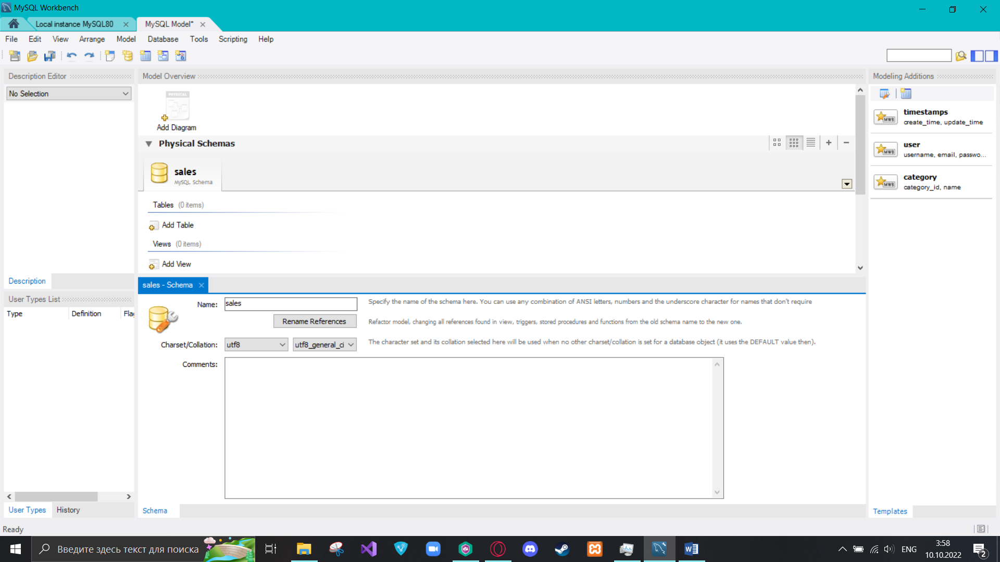 MySQL Workbench
Local instance MySQL80
MySQL Model*
File Edit View Arrange Model Database Tools Scripting Help
Description Editor
Model Overview
Modeling Additions
No Selection
PHYSICAL
Add Diagram
Physical Schemas
sales
MySQL Schema
Tables (0 items)
Add Table
Views (0 items)
Add View
MWB
timestamps
create_time, update_time
MWB
user
username, email, passwo...
MWB
category
category_id, name
Description
User Types List
Type Definition Fla
User Types History
sales - Schema
Name: sales
Specify the name of the schema here. You can use any combination of ANSI letters, numbers and the underscore character for names that don't require
Rename References
Refactor model, changing all references found in view, triggers, stored procedures and functions from the old schema name to the new one.
Charset/Collation: utf8 utf8_general_ci
The character set and its collation selected here will be used when no other charset/collation is set for a database object (it uses the DEFAULT value then).
Comments:
Schema
Templates
Ready
Введите здесь текст для поиска
ENG
3:58
10.10.2022
2